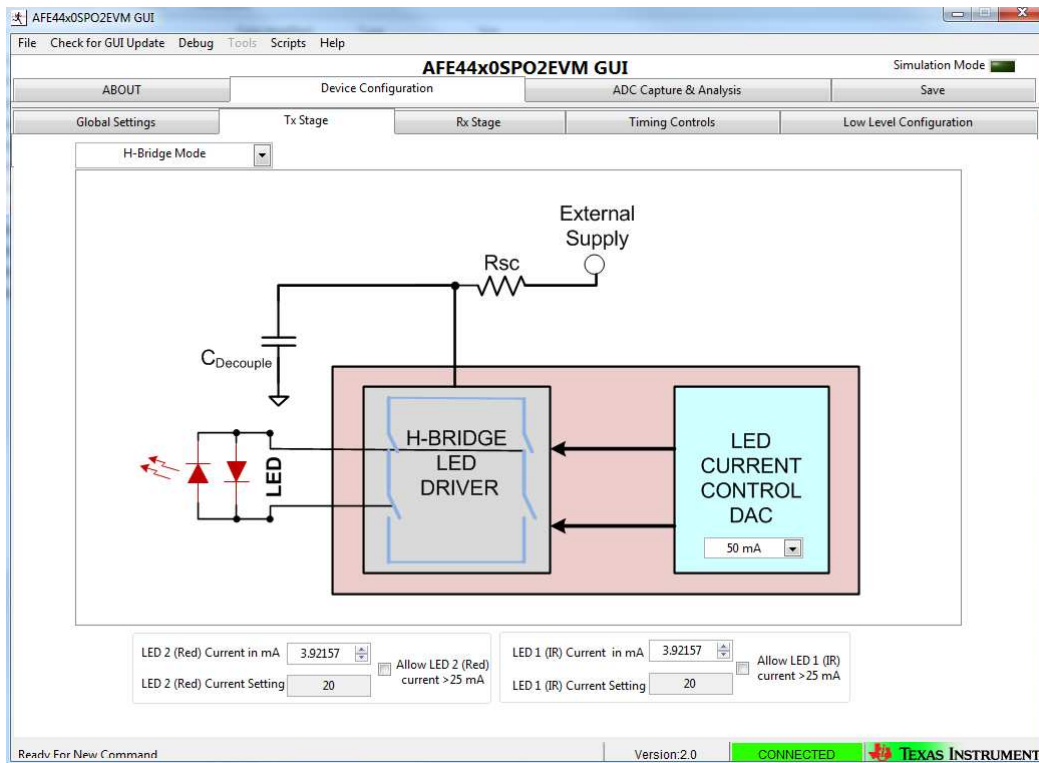 AFE44x0SPO2EVM GUI
File Check for GUI Update Debug Tools Scripts Help
AFE44x0SPO2EVM GUI
Simulation Mode
ABOUT Device Configuration ADC Capture & Analysis Save
Global Settings Tx Stage Rx Stage Timing Controls Low Level Configuration
H-Bridge Mode
External
Supply
Rsc
CDecouple
LED
H-BRIDGE
LED
DRIVER
LED
CURRENT
CONTROL
DAC
50 mA
LED 2 (Red) Current in mA 3.92157
LED 2 (Red) Current Setting 20
Allow LED 2 (Red)
current >25 mA
LED 1 (IR) Current in mA 3.92157
LED 1 (IR) Current Setting 20
Allow LED 1 (IR)
current >25 mA
Ready For New Command Version:2.0 CONNECTED TEXAS INSTRUMENT